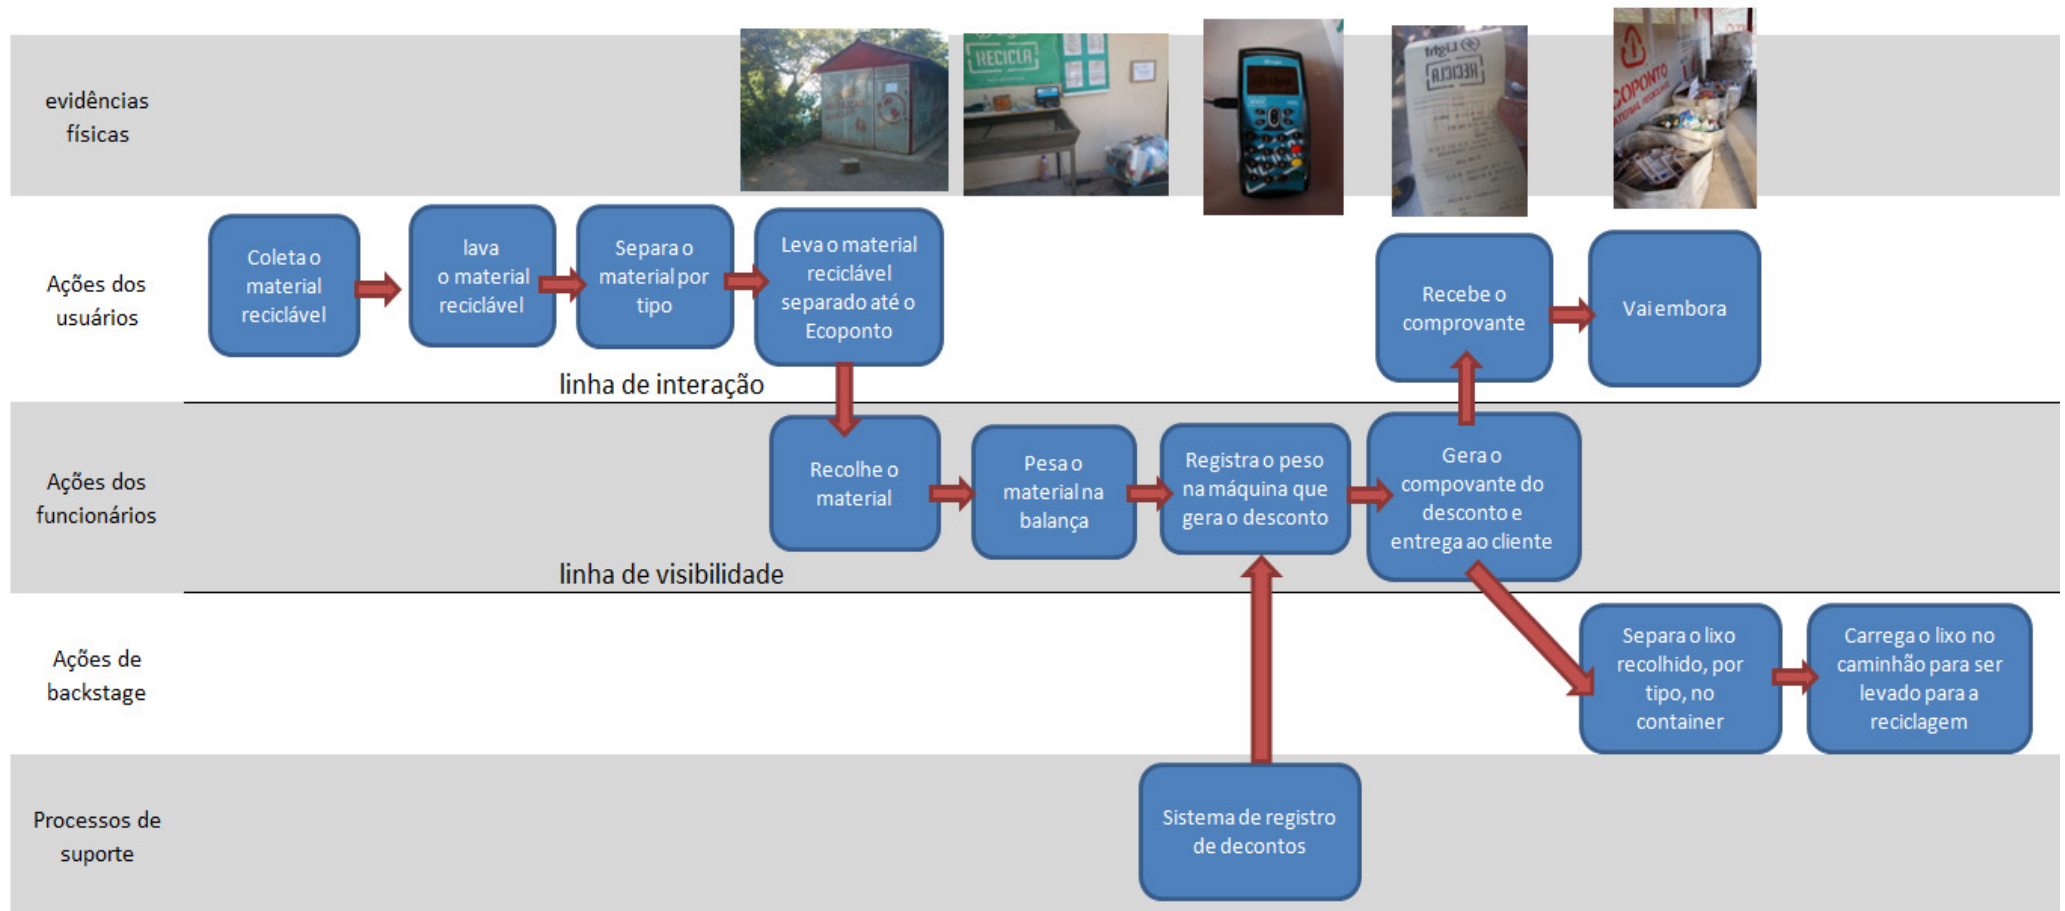 evidências
físicas
RECICLA
Light
RECICLA
COPONTO
Ações dos
usuários
Coleta o
material
reciclável
lava
o material
reciclável
Separa o
material por
tipo
Leva o material
reciclável
separado até o
Ecoponto
Recebe o
comprovante
Vai embora
linha de interação
Ações dos
funcionários
Recolhe o
material
Pesa o
material na
balança
Registra o peso
na máquina que
gera o desconto
Gera o
compovante do
desconto e
entrega ao cliente
linha de visibilidade
Ações de
backstage
Separa o lixo
recolhido, por
tipo, no
container
Carrega o lixo no
caminhão para ser
levado para a
reciclagem
Processos de
suporte
Sistema de registro
de decontos